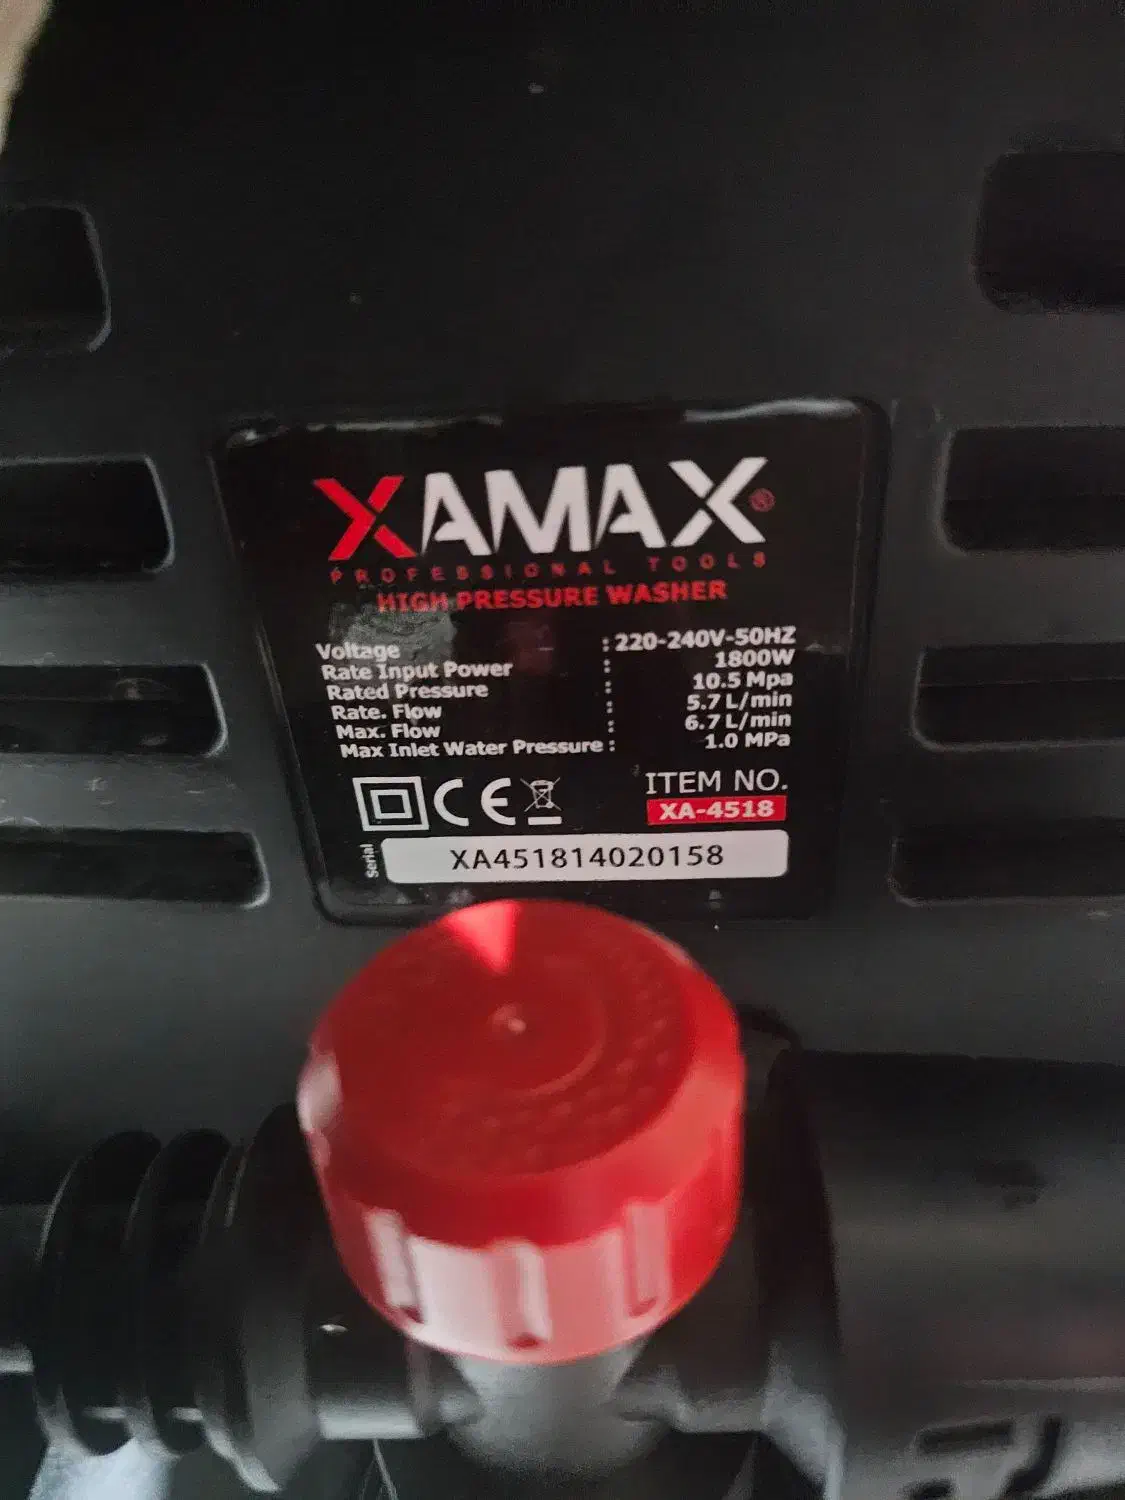 XAMAX®
PROFESSIONAL TOOLS
HIGH PRESSURE WASHER
Voltage : 220-240V-50HZ
Rate Input Power : 1800W
Rated Pressure : 10.5 Mpa
Rate. Flow : 5.7 L/min
Max. Flow : 6.7 L/min
Max Inlet Water Pressure : 1.0 MPa
CE
ITEM NO.
XA-4518
Serial
XA451814020158